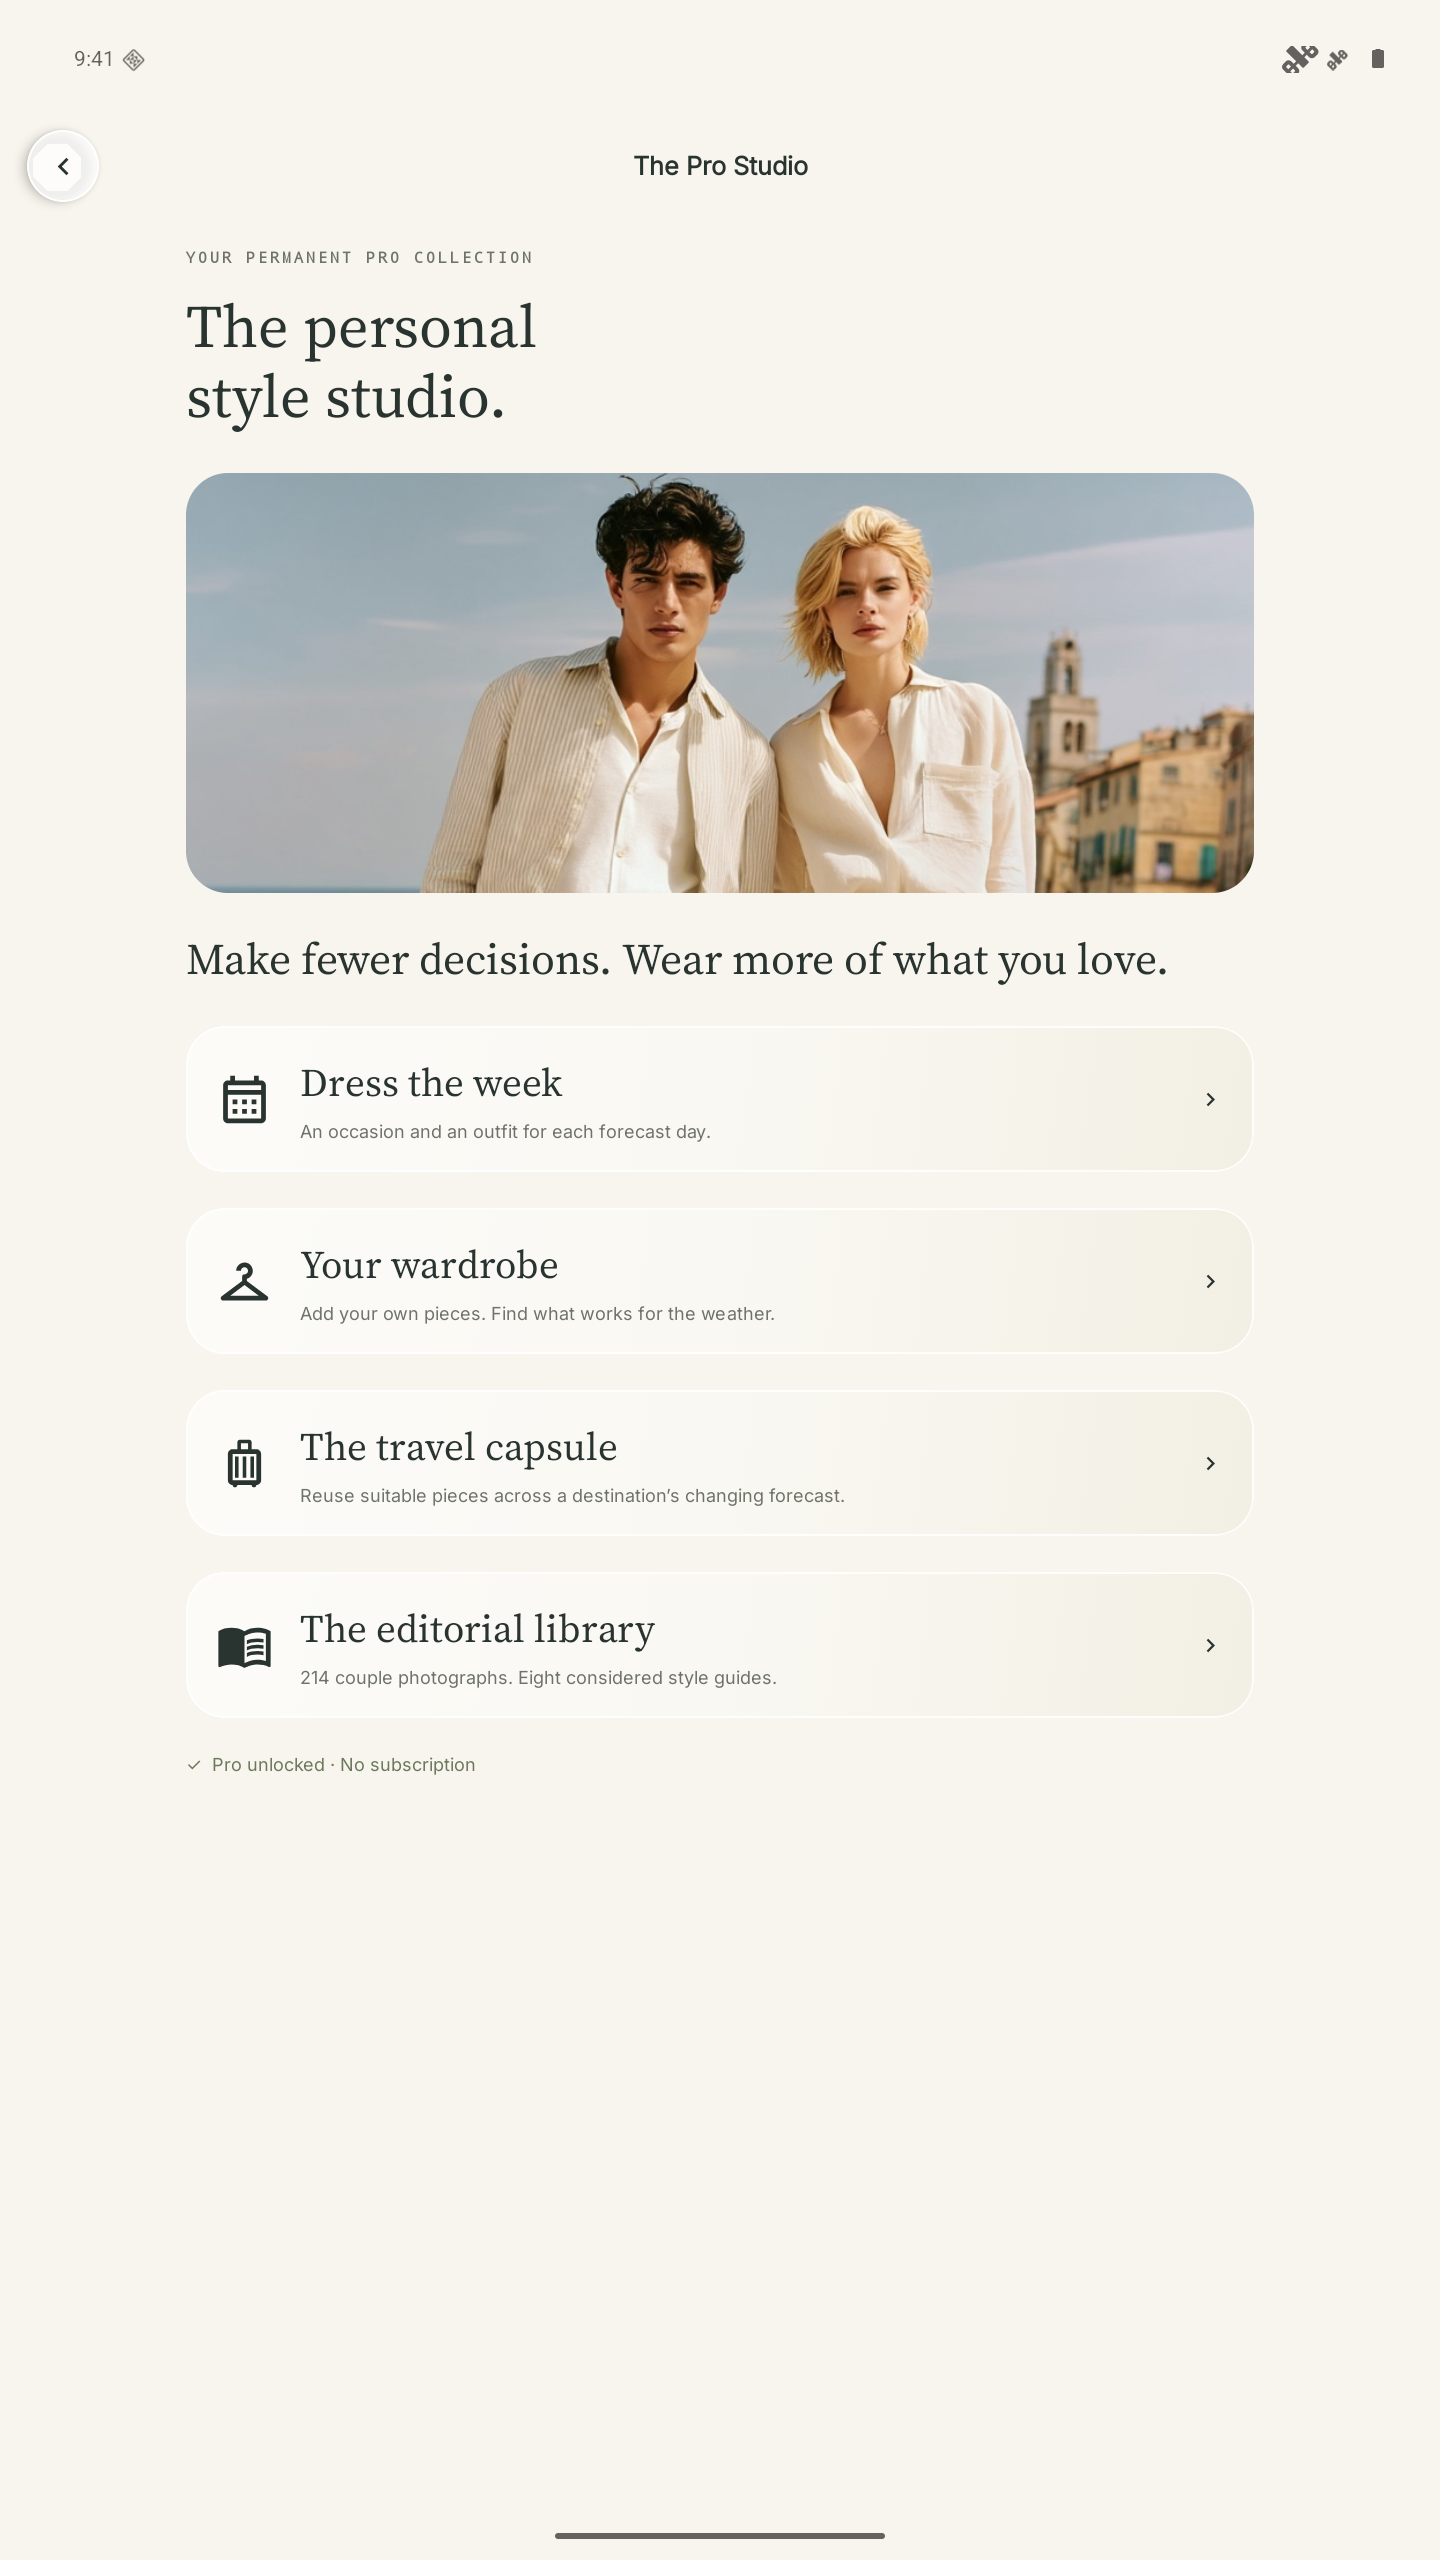 9:41
The Pro Studio
YOUR PERMANENT PRO COLLECTION
The personal
style studio.
Make fewer decisions. Wear more of what you love.
Dress the week
An occasion and an outfit for each forecast day.
Your wardrobe
Add your own pieces. Find what works for the weather.
The travel capsule
Reuse suitable pieces across a destination’s changing forecast.
The editorial library
214 couple photographs. Eight considered style guides.
✓ Pro unlocked · No subscription